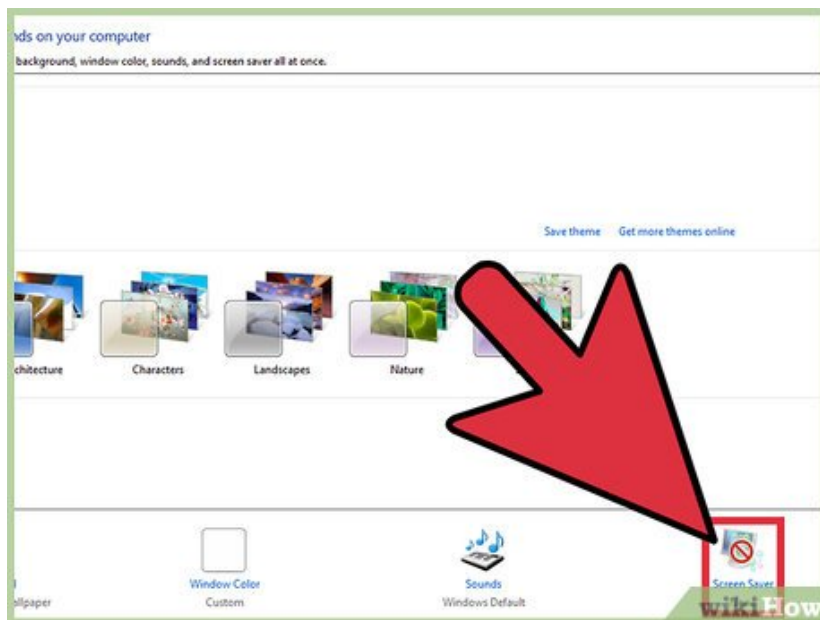 nds on your computer
background, window color, sounds, and screen saver all at once.
Save theme Get more themes online
chitecture Characters Landscapes Nature
Window Color Sounds Screen Saver
allpaper Custom Windows Default
wikiHow